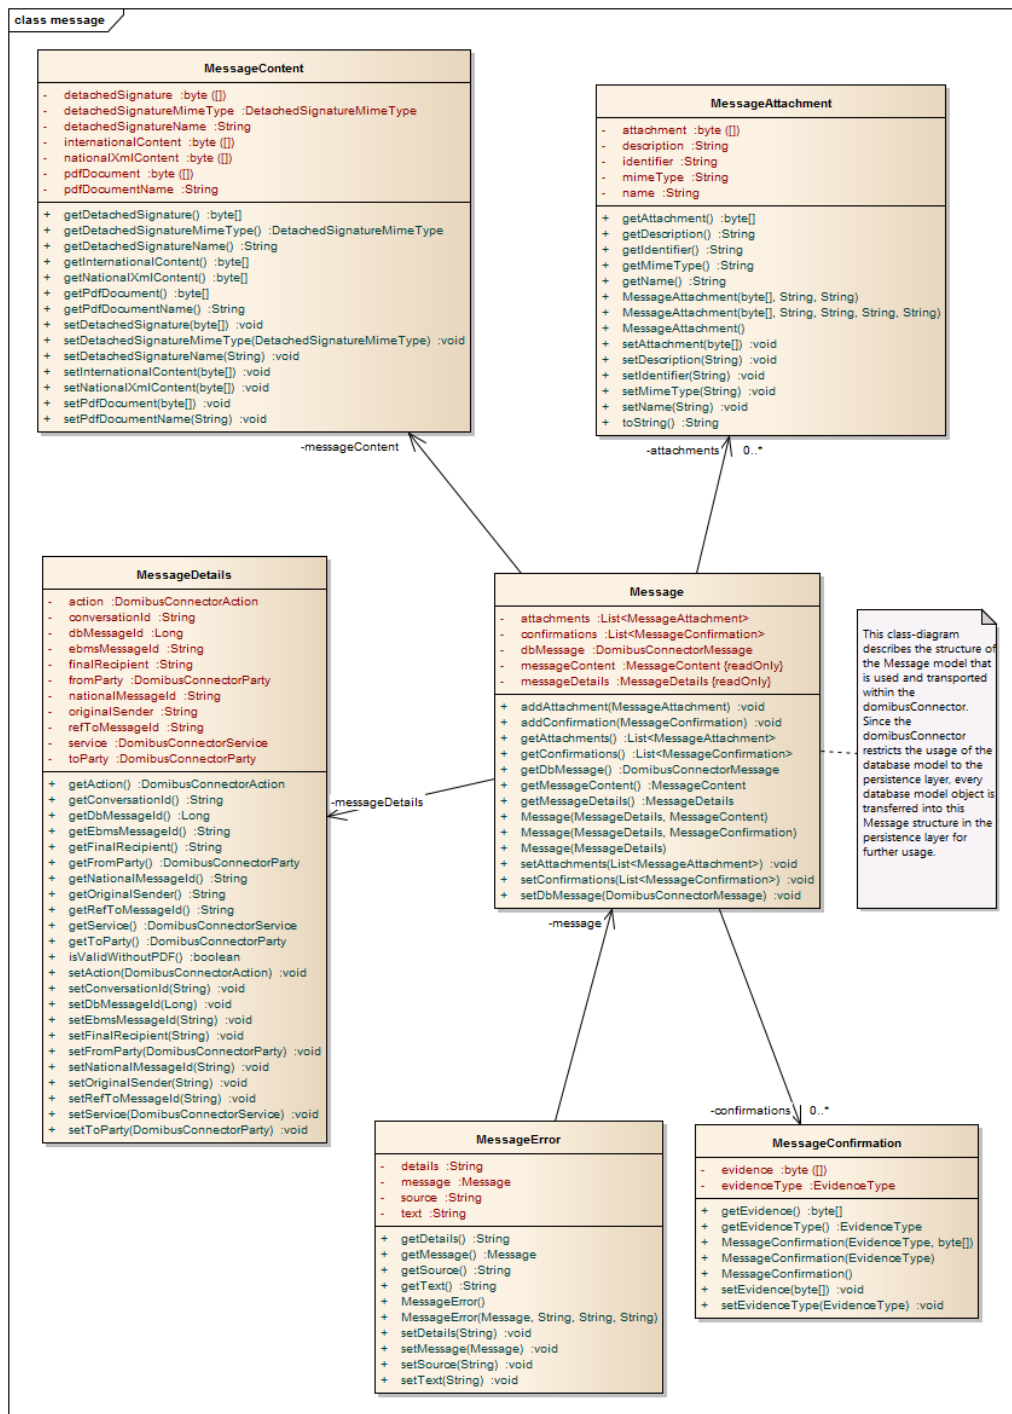 class message
MessageContent
- detachedSignature :byte ([])
- detachedSignatureMimeType :DetachedSignatureMimeType
- detachedSignatureName :String
- internationalContent :byte ([])
- nationalXmlContent :byte ([])
- pdfDocument :byte ([])
- pdfDocumentName :String
+ getDetachedSignature() :byte[]
+ getDetachedSignatureMimeType() :DetachedSignatureMimeType
+ getDetachedSignatureName() :String
+ getInternationalContent() :byte[]
+ getNationalXmlContent() :byte[]
+ getPdfDocument() :byte[]
+ getPdfDocumentName() :String
+ setDetachedSignature(byte[]) :void
+ setDetachedSignatureMimeType(DetachedSignatureMimeType) :void
+ setDetachedSignatureName(String) :void
+ setInternationalContent(byte[]) :void
+ setNationalXmlContent(byte[]) :void
+ setPdfDocument(byte[]) :void
+ setPdfDocumentName(String) :void
MessageAttachment
- attachment :byte ([])
- description :String
- identifier :String
- mimeType :String
- name :String
+ getAttachment() :byte[]
+ getDescription() :String
+ getIdentifier() :String
+ getMimeType() :String
+ getName() :String
+ MessageAttachment(byte[], String, String)
+ MessageAttachment(byte[], String, String, String, String)
+ MessageAttachment()
+ setAttachment(byte[]) :void
+ setDescription(String) :void
+ setIdentifier(String) :void
+ setMimeType(String) :void
+ setName(String) :void
+ toString() :String
-messageContent
-attachments 0..*
MessageDetails
- action :DomibusConnectorAction
- conversationId :String
- dbMessageId :Long
- ebmsMessageId :String
- finalRecipient :String
- fromParty :DomibusConnectorParty
- nationalMessageId :String
- originalSender :String
- refToMessageId :String
- service :DomibusConnectorService
- toParty :DomibusConnectorParty
+ getAction() :DomibusConnectorAction
+ getConversationId() :String
+ getDbMessageId() :Long
+ getEbmsMessageId() :String
+ getFinalRecipient() :String
+ getFromParty() :DomibusConnectorParty
+ getNationalMessageId() :String
+ getOriginalSender() :String
+ getRefToMessageId() :String
+ getService() :DomibusConnectorService
+ getToParty() :DomibusConnectorParty
+ isValidWithoutPDF() :boolean
+ setAction(DomibusConnectorAction) :void
+ setConversationId(String) :void
+ setDbMessageId(Long) :void
+ setEbmsMessageId(String) :void
+ setFinalRecipient(String) :void
+ setFromParty(DomibusConnectorParty) :void
+ setNationalMessageId(String) :void
+ setOriginalSender(String) :void
+ setRefToMessageId(String) :void
+ setService(DomibusConnectorService) :void
+ setToParty(DomibusConnectorParty) :void
-messageDetails
Message
- attachments :List<MessageAttachment>
- confirmations :List<MessageConfirmation>
- dbMessage :DomibusConnectorMessage
- messageContent :MessageContent {readOnly}
- messageDetails :MessageDetails {readOnly}
+ addAttachment(MessageAttachment) :void
+ addConfirmation(MessageConfirmation) :void
+ getAttachments() :List<MessageAttachment>
+ getConfirmations() :List<MessageConfirmation>
+ getDbMessage() :DomibusConnectorMessage
+ getMessageContent() :MessageContent
+ getMessageDetails() :MessageDetails
+ Message(MessageDetails, MessageContent)
+ Message(MessageDetails, MessageConfirmation)
+ Message(MessageDetails)
+ setAttachments(List<MessageAttachment>) :void
+ setConfirmations(List<MessageConfirmation>) :void
+ setDbMessage(DomibusConnectorMessage) :void
This class-diagram
describes the structure of
the Message model that
is used and transported
within the
domibusConnector.
Since the
domibusConnector
restricts the usage of the
database model to the
persistence layer, every
database model object is
transferred into this
Message structure in the
persistence layer for
further usage.
-message
-confirmations 0..*
MessageError
- details :String
- message :Message
- source :String
- text :String
+ getDetails() :String
+ getMessage() :Message
+ getSource() :String
+ getText() :String
+ MessageError()
+ MessageError(Message, String, String, String)
+ setDetails(String) :void
+ setMessage(Message) :void
+ setSource(String) :void
+ setText(String) :void
MessageConfirmation
- evidence :byte ([])
- evidenceType :EvidenceType
+ getEvidence() :byte[]
+ getEvidenceType() :EvidenceType
+ MessageConfirmation(EvidenceType, byte[])
+ MessageConfirmation(EvidenceType)
+ MessageConfirmation()
+ setEvidence(byte[]) :void
+ setEvidenceType(EvidenceType) :void